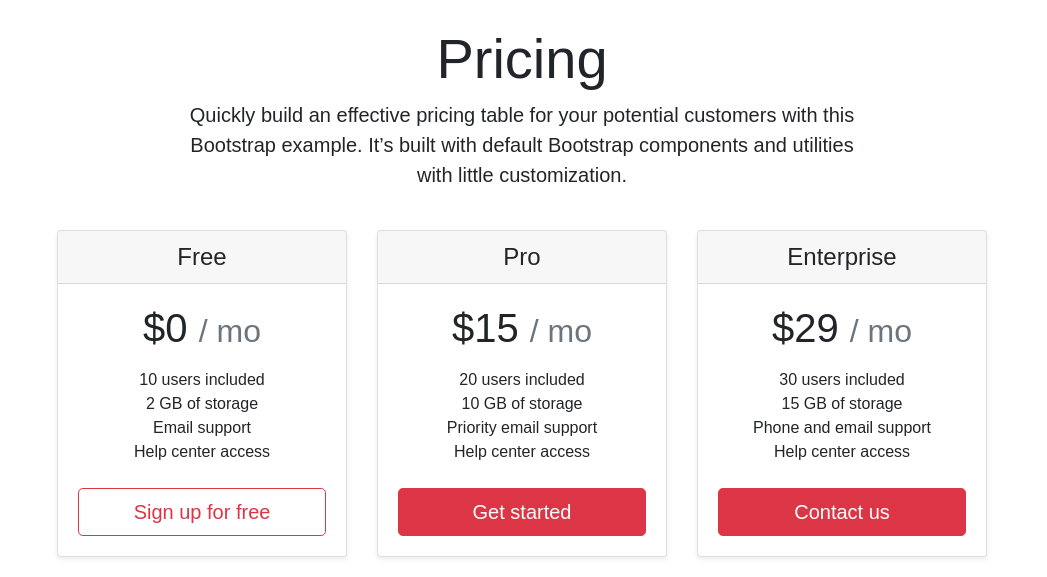 Pricing
Quickly build an effective pricing table for your potential customers with this
Bootstrap example. It’s built with default Bootstrap components and utilities
with little customization.
Free
$0 / mo
10 users included
2 GB of storage
Email support
Help center access
Sign up for free
Pro
$15 / mo
20 users included
10 GB of storage
Priority email support
Help center access
Get started
Enterprise
$29 / mo
30 users included
15 GB of storage
Phone and email support
Help center access
Contact us